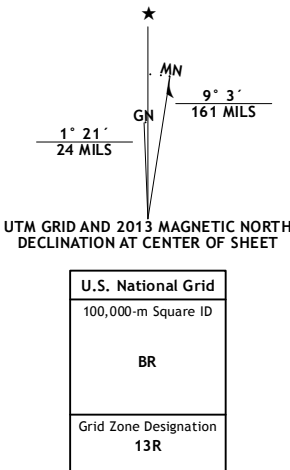 MN
GN
9° 3´
161 MILS
1° 21´
24 MILS
UTM GRID AND 2013 MAGNETIC NORTH
DECLINATION AT CENTER OF SHEET
U.S. National Grid
100,000-m Square ID
BR
Grid Zone Designation
13R